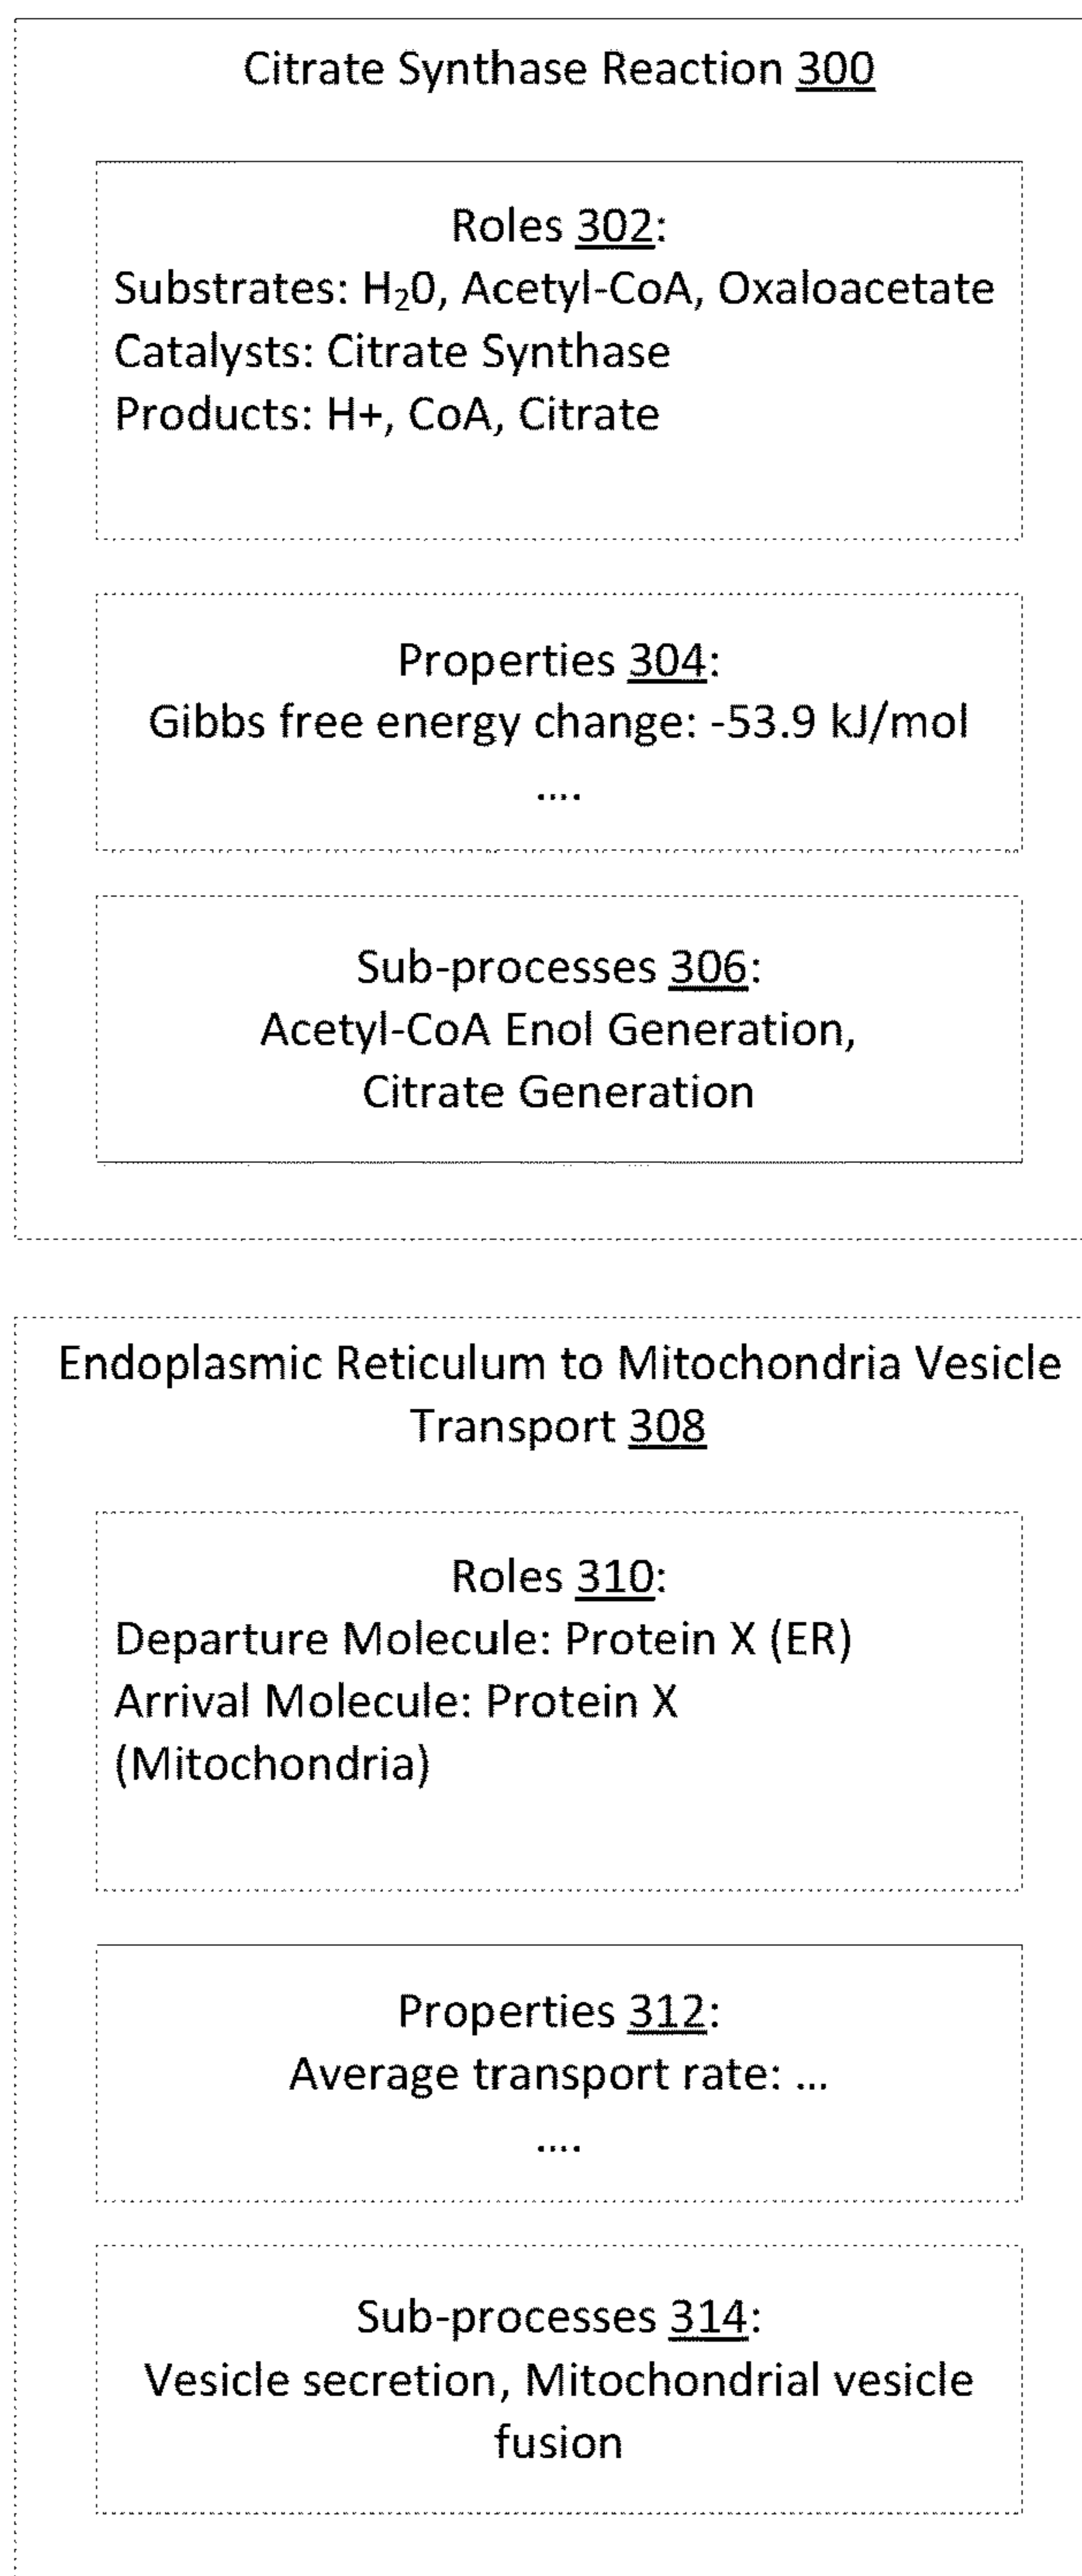 Citrate Synthase Reaction 300
Roles 302:
Substrates: H₂0, Acetyl-CoA, Oxaloacetate
Catalysts: Citrate Synthase
Products: H+, CoA, Citrate
Properties 304:
Gibbs free energy change: -53.9 kJ/mol
....
Sub-processes 306:
Acetyl-CoA Enol Generation,
Citrate Generation
Endoplasmic Reticulum to Mitochondria Vesicle
Transport 308
Roles 310:
Departure Molecule: Protein X (ER)
Arrival Molecule: Protein X
(Mitochondria)
Properties 312:
Average transport rate: ...
....
Sub-processes 314:
Vesicle secretion, Mitochondrial vesicle
fusion